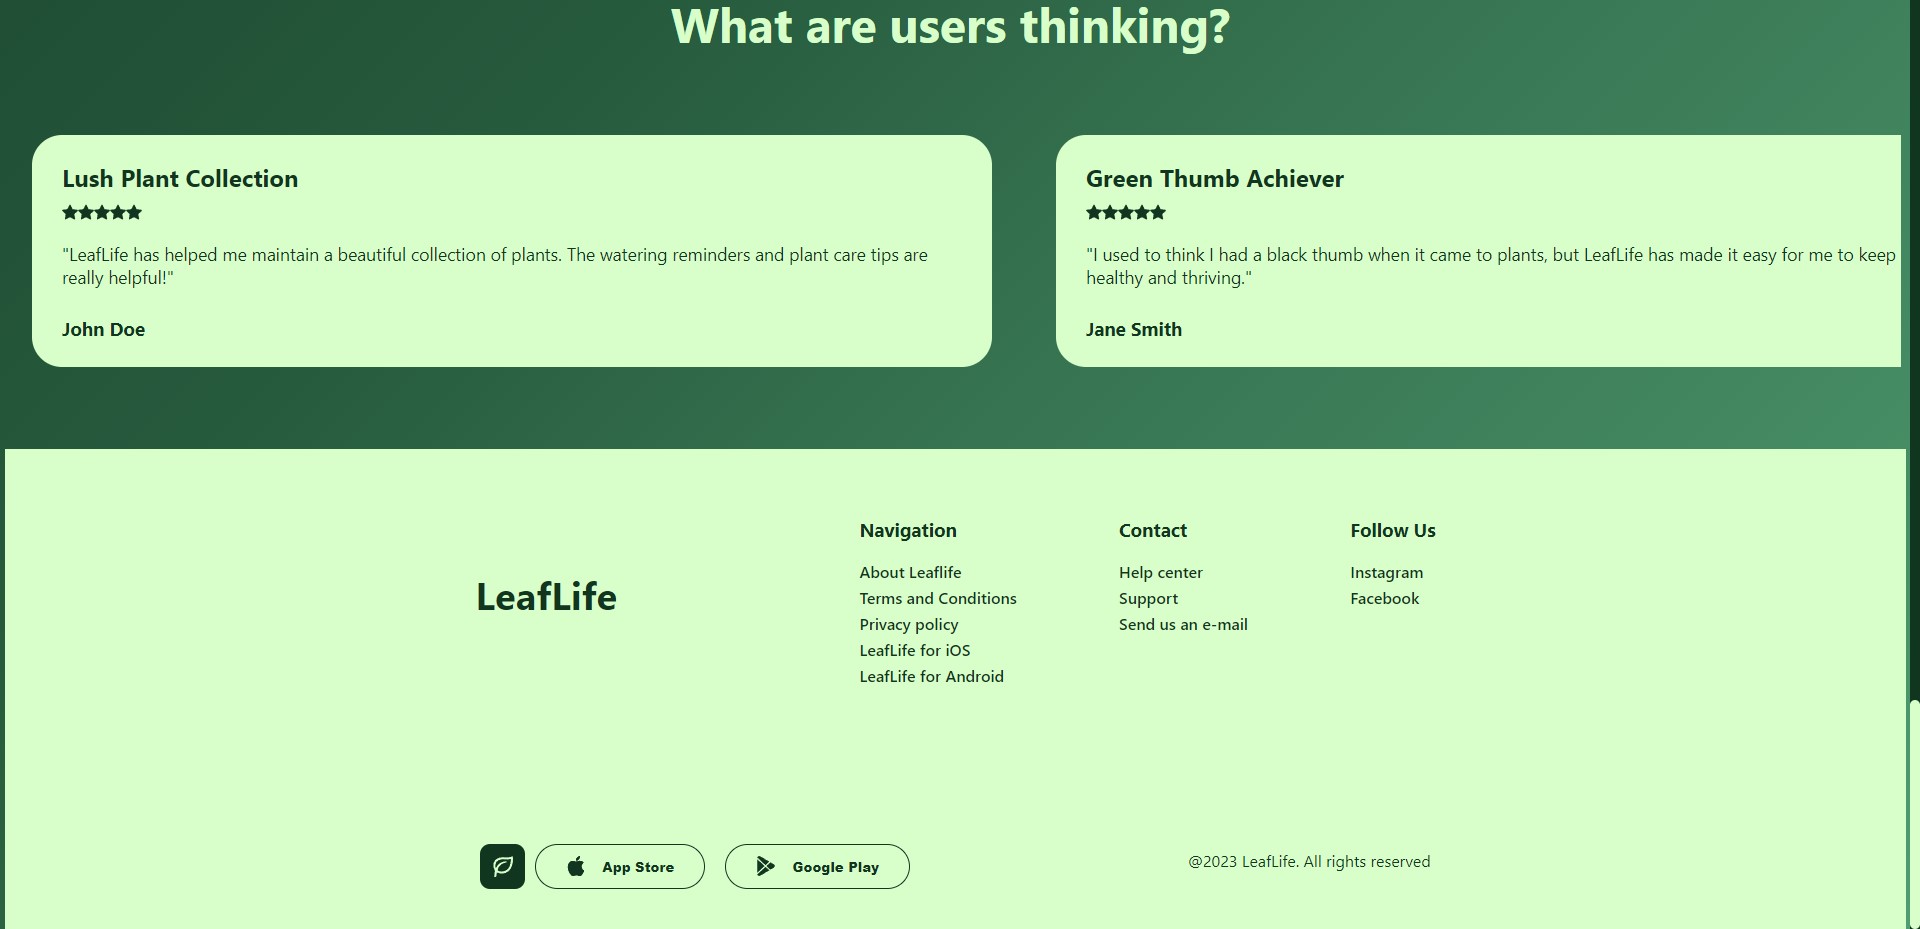 What are users thinking?
Lush Plant Collection
"LeafLife has helped me maintain a beautiful collection of plants. The watering reminders and plant care tips are
really helpful!"
John Doe
Green Thumb Achiever
"I used to think I had a black thumb when it came to plants, but LeafLife has made it easy for me to keep
healthy and thriving."
Jane Smith
LeafLife
Navigation
About Leaflife
Terms and Conditions
Privacy policy
LeafLife for iOS
LeafLife for Android
Contact
Help center
Support
Send us an e-mail
Follow Us
Instagram
Facebook
App Store
Google Play
@2023 LeafLife. All rights reserved